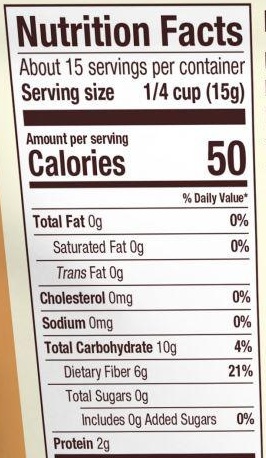 Nutrition Facts
About 15 servings per container
Serving size 1/4 cup (15g)
Amount per serving
Calories 50
% Daily Value*
Total Fat 0g 0%
Saturated Fat 0g 0%
Trans Fat 0g
Cholesterol 0mg 0%
Sodium 0mg 0%
Total Carbohydrate 10g 4%
Dietary Fiber 6g 21%
Total Sugars 0g
Includes 0g Added Sugars 0%
Protein 2g